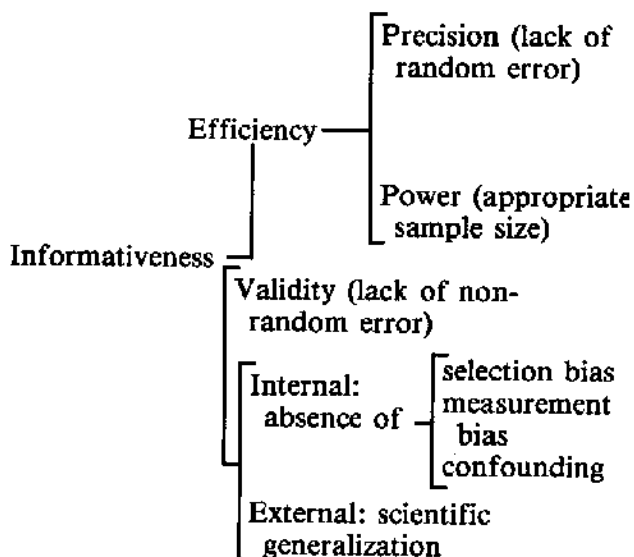 Precision (lack of
random error)
Efficiency
Power (appropriate
sample size)
Informativeness
Validity (lack of non-
random error)
Internal:
absence of
selection bias
measurement
bias
confounding
External: scientific
generalization